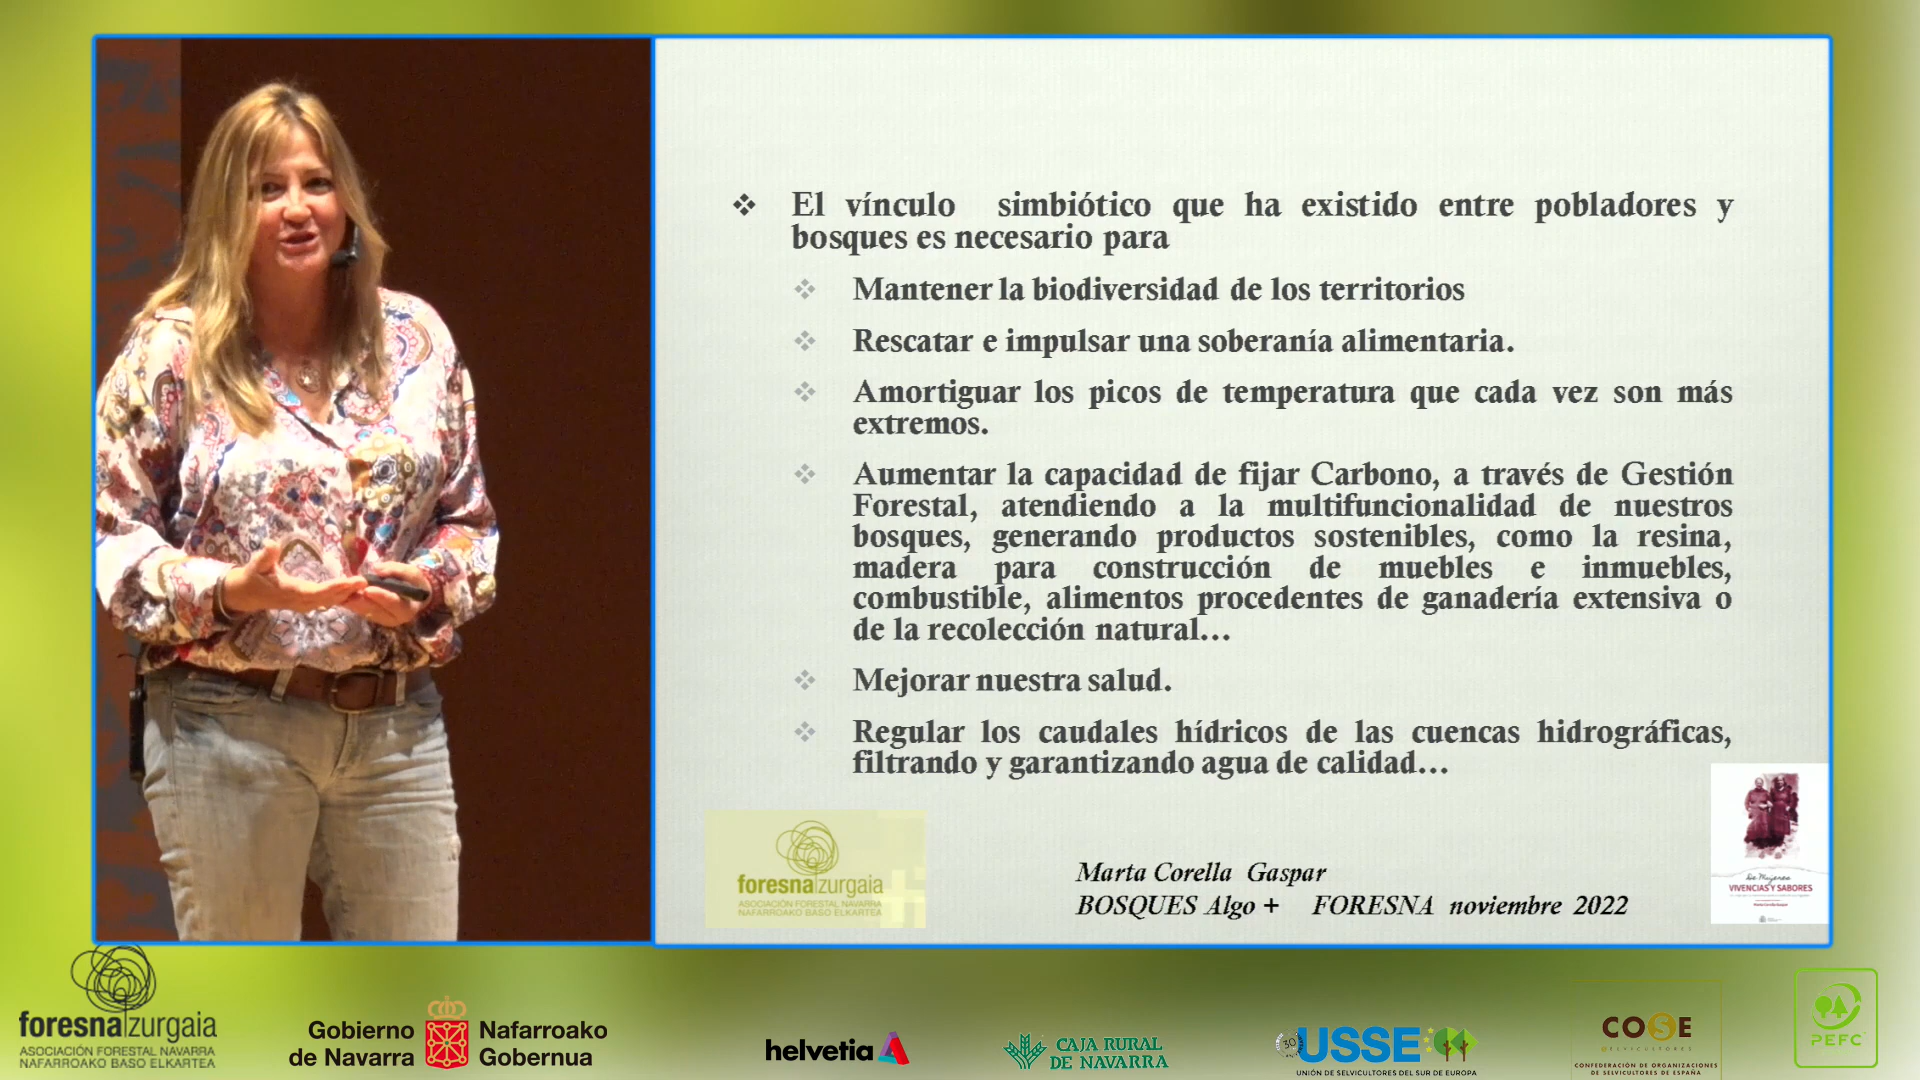 El vínculo simbiótico que ha existido entre pobladores y
bosques es necesario para
Mantener la biodiversidad de los territorios
Rescatar e impulsar una soberanía alimentaria.
Amortiguar los picos de temperatura que cada vez son más
extremos.
Aumentar la capacidad de fijar Carbono, a través de Gestión
Forestal, atendiendo a la multifuncionalidad de nuestros
bosques, generando productos sostenibles, como la resina,
madera para construcción de muebles e inmuebles,
combustible, alimentos procedentes de ganadería extensiva o
de la recolección natural...
Mejorar nuestra salud.
Regular los caudales hídricos de las cuencas hidrográficas,
filtrando y garantizando agua de calidad...
foresna|zurgaia
ASOCIACIÓN FORESTAL NAVARRA
NAFARROAKO BASO ELKARTEA
Marta Corella Gaspar
BOSQUES Algo + FORESNA noviembre 2022
De Mujeres
VIVENCIAS Y SABORES
foresna|zurgaia
ASOCIACIÓN FORESTAL NAVARRA
NAFARROAKO BASO ELKARTEA
Gobierno
de Navarra
Nafarroako
Gobernua
helvetia
CAJA RURAL
DE NAVARRA
30
USSE
UNIÓN DE SELVICULTORES DEL SUR DE EUROPA
COSE
CONFEDERACIÓN DE ORGANIZACIONES
DE SELVICULTORES DE ESPAÑA
PEFC